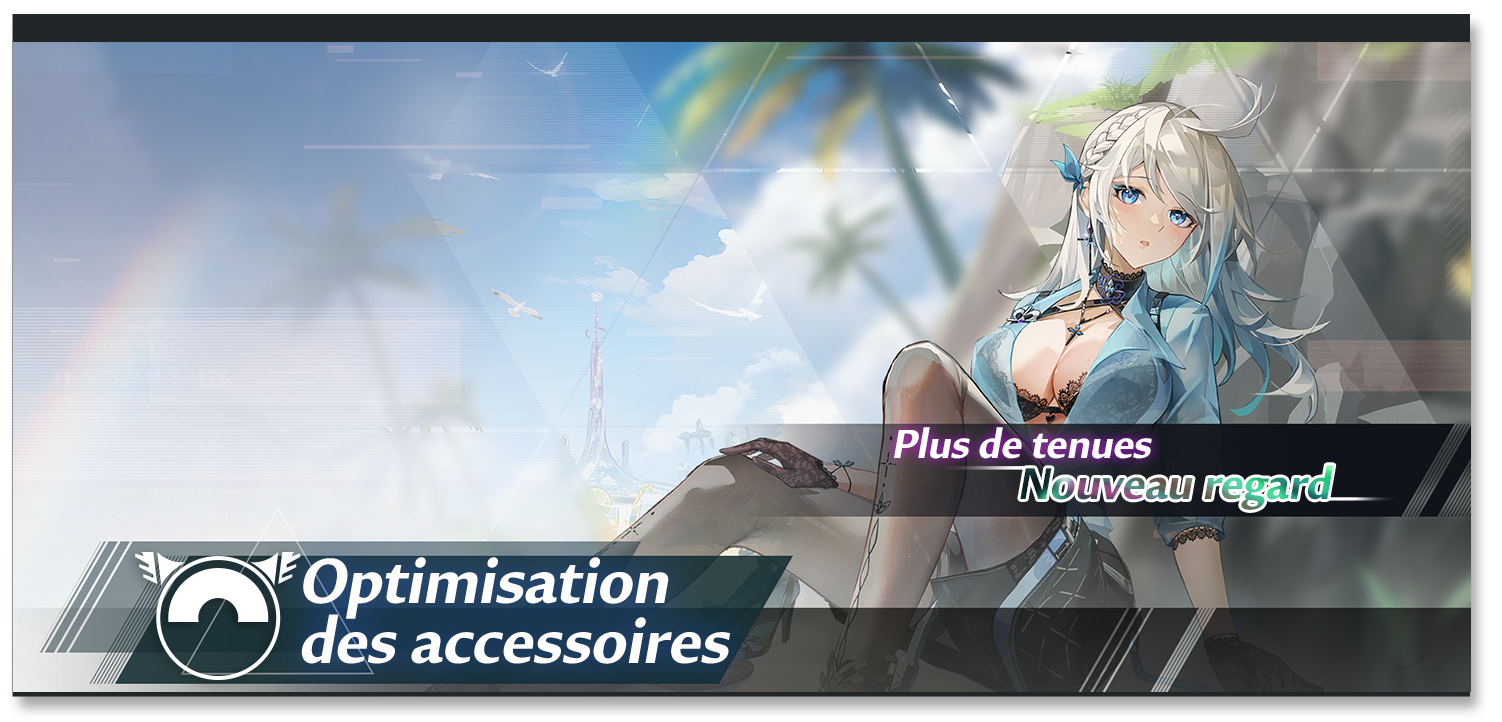 Plus de tenues
Nouveau regard
Optimisation
des accessoires